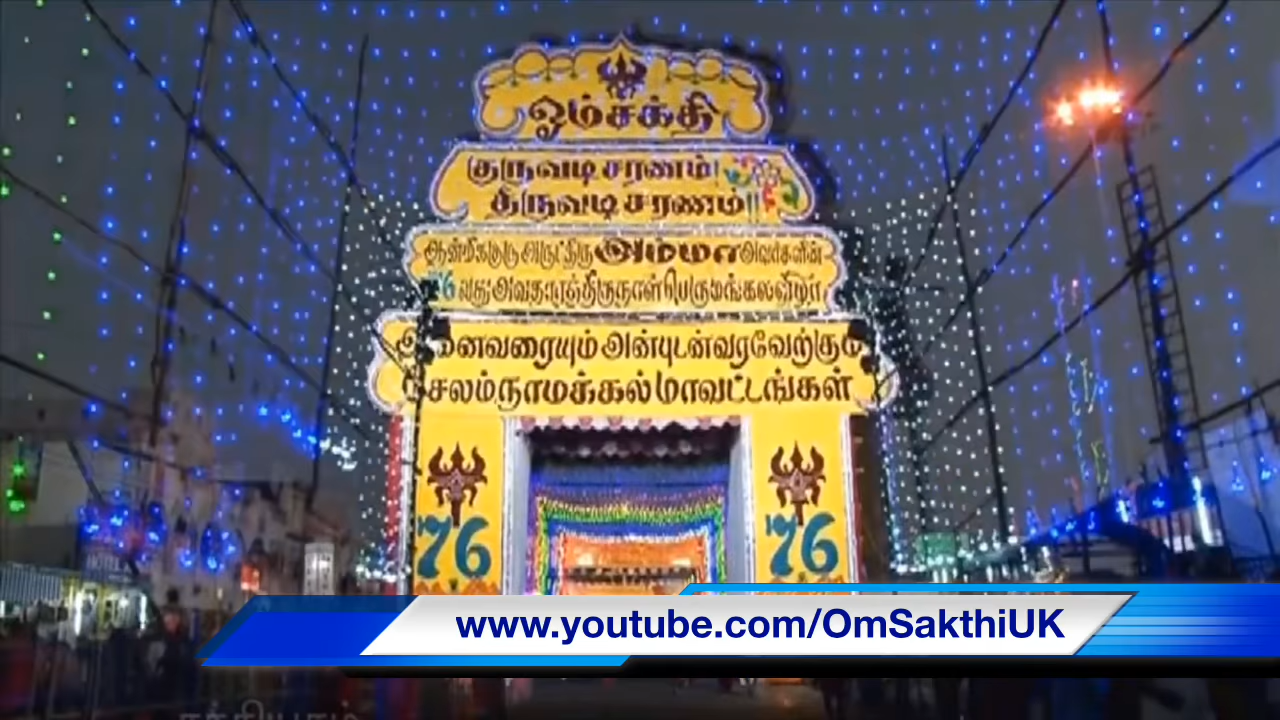 ஓம்சக்தி
குருவடி சரணம்
திருவடி சரணம்
ஆன்மிககுரு அருட்திரு அம்மா அவர்களின்
76 வது அவதாரத்திருநாள் பெருமங்கலவிழா
அனைவரையும் அன்புடன் வரவேற்கும்
சேலம் நாமக்கல் மாவட்டங்கள்
76 76
HOTEL
www.youtube.com/OmSakthiUK